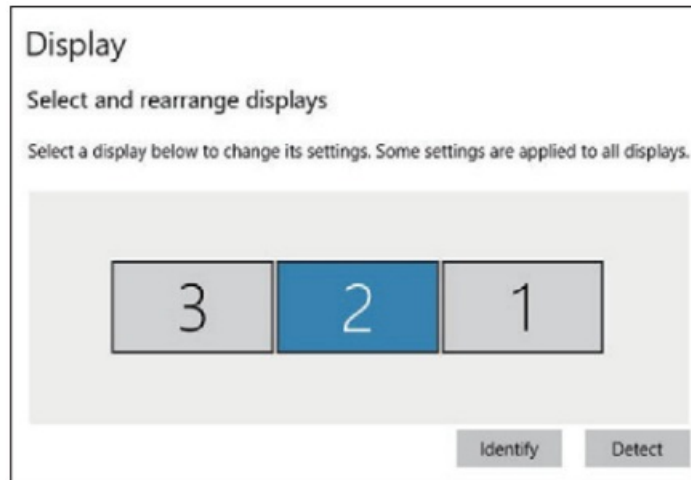 Display
Select and rearrange displays
Select a display below to change its settings. Some settings are applied to all displays.
3 2 1
Identify Detect